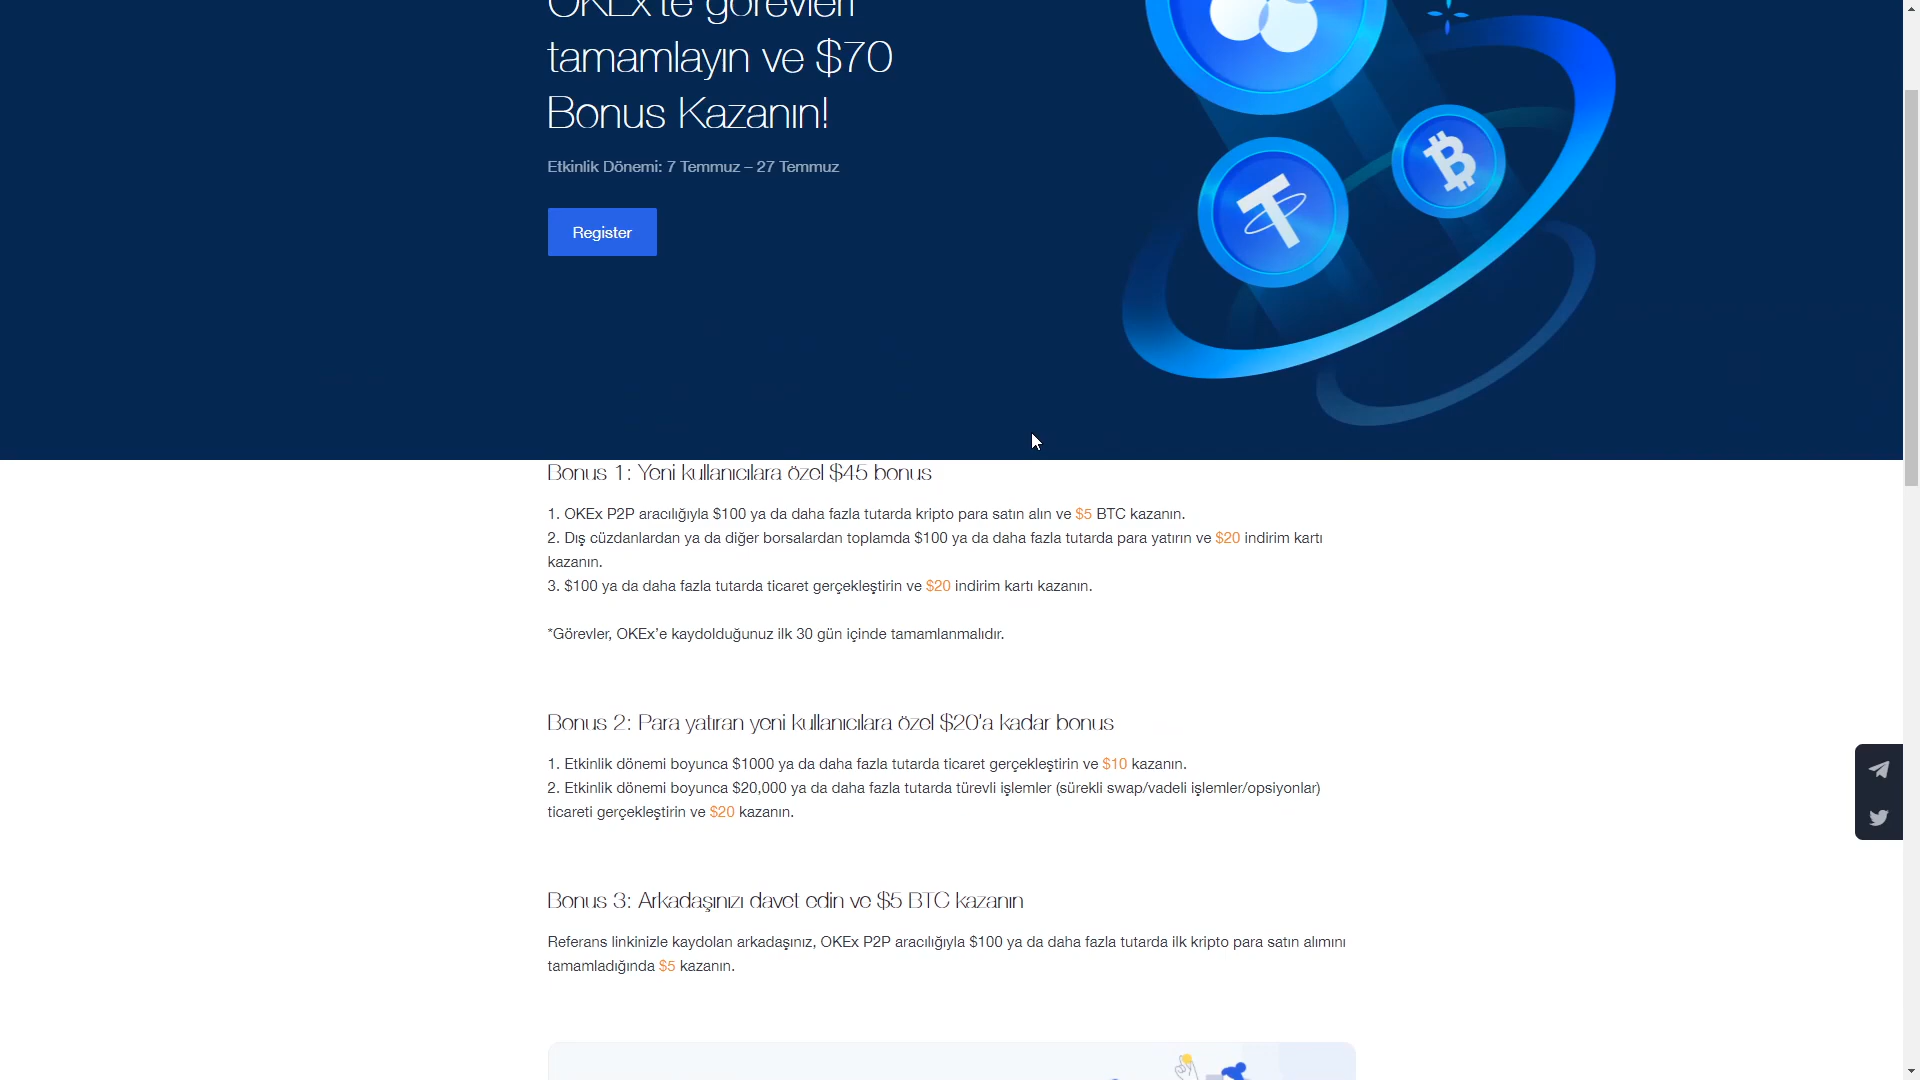 OKEx'te görevleri
tamamlayın ve $70
Bonus Kazanın!
Etkinlik Dönemi: 7 Temmuz – 27 Temmuz
Register
Bonus 1: Yeni kullanıcılara özel $45 bonus
1. OKEx P2P aracılığıyla $100 ya da daha fazla tutarda kripto para satın alın ve $5 BTC kazanın.
2. Dış cüzdanlardan ya da diğer borsalardan toplamda $100 ya da daha fazla tutarda para yatırın ve $20 indirim kartı
kazanın.
3. $100 ya da daha fazla tutarda ticaret gerçekleştirin ve $20 indirim kartı kazanın.
*Görevler, OKEx’e kaydolduğunuz ilk 30 gün içinde tamamlanmalıdır.
Bonus 2: Para yatıran yeni kullanıcılara özel $20'a kadar bonus
1. Etkinlik dönemi boyunca $1000 ya da daha fazla tutarda ticaret gerçekleştirin ve $10 kazanın.
2. Etkinlik dönemi boyunca $20,000 ya da daha fazla tutarda türevli işlemler (sürekli swap/vadeli işlemler/opsiyonlar)
ticareti gerçekleştirin ve $20 kazanın.
Bonus 3: Arkadaşınızı davet edin ve $5 BTC kazanın
Referans linkinizle kaydolan arkadaşınız, OKEx P2P aracılığıyla $100 ya da daha fazla tutarda ilk kripto para satın alımını
tamamladığında $5 kazanın.